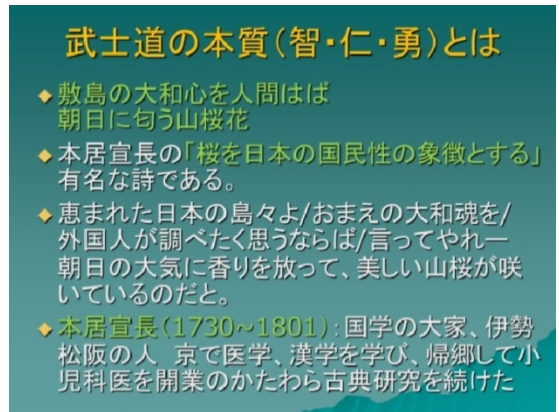 武士道の本質(智・仁・勇)とは
敷島の大和心を人問はば
朝日に匂う山桜花
本居宣長の「桜を日本の国民性の象徴とする」
有名な詩である。
恵まれた日本の島々よ/おまえの大和魂を/
外国人が調べたく思うならば/言ってやれー
朝日の大気に香りを放って、美しい山桜が咲
いているのだと。
本居宣長(1730~1801):国学の大家、伊勢
松阪の人 京で医学、漢学を学び、帰郷して小
児科医を開業のかたわら古典研究を続けた